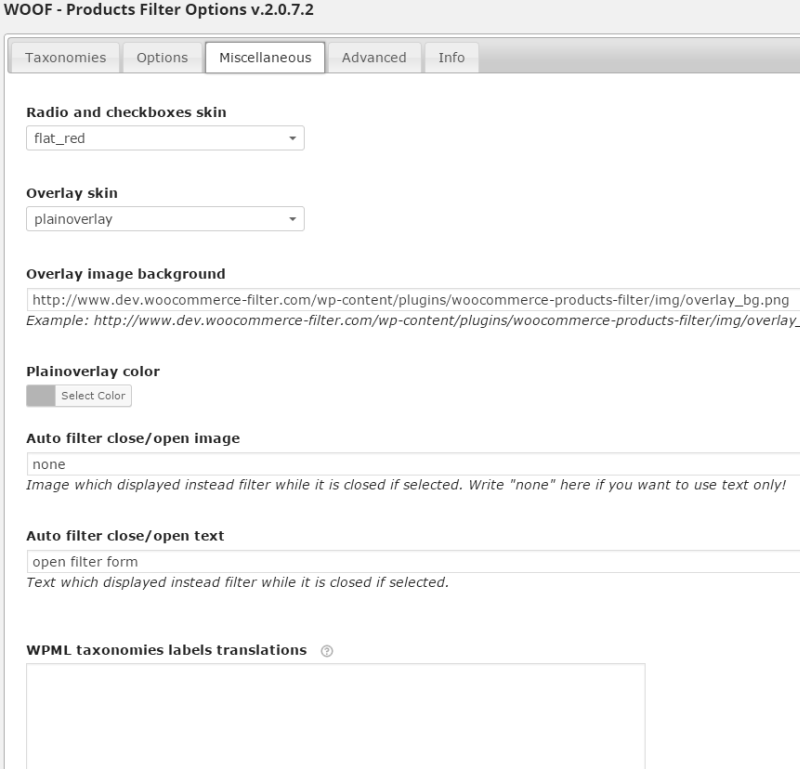 WOOF - Products Filter Options v.2.0.7.2
Taxonomies Options Miscellaneous Advanced Info
Radio and checkboxes skin
flat_red
Overlay skin
plainoverlay
Overlay image background
http://www.dev.woocommerce-filter.com/wp-content/plugins/woocommerce-products-filter/img/overlay_bg.png
Example: http://www.dev.woocommerce-filter.com/wp-content/plugins/woocommerce-products-filter/img/overlay_
Plainoverlay color
Select Color
Auto filter close/open image
none
Image which displayed instead filter while it is closed if selected. Write "none" here if you want to use text only!
Auto filter close/open text
open filter form
Text which displayed instead filter while it is closed if selected.
WPML taxonomies labels translations ?